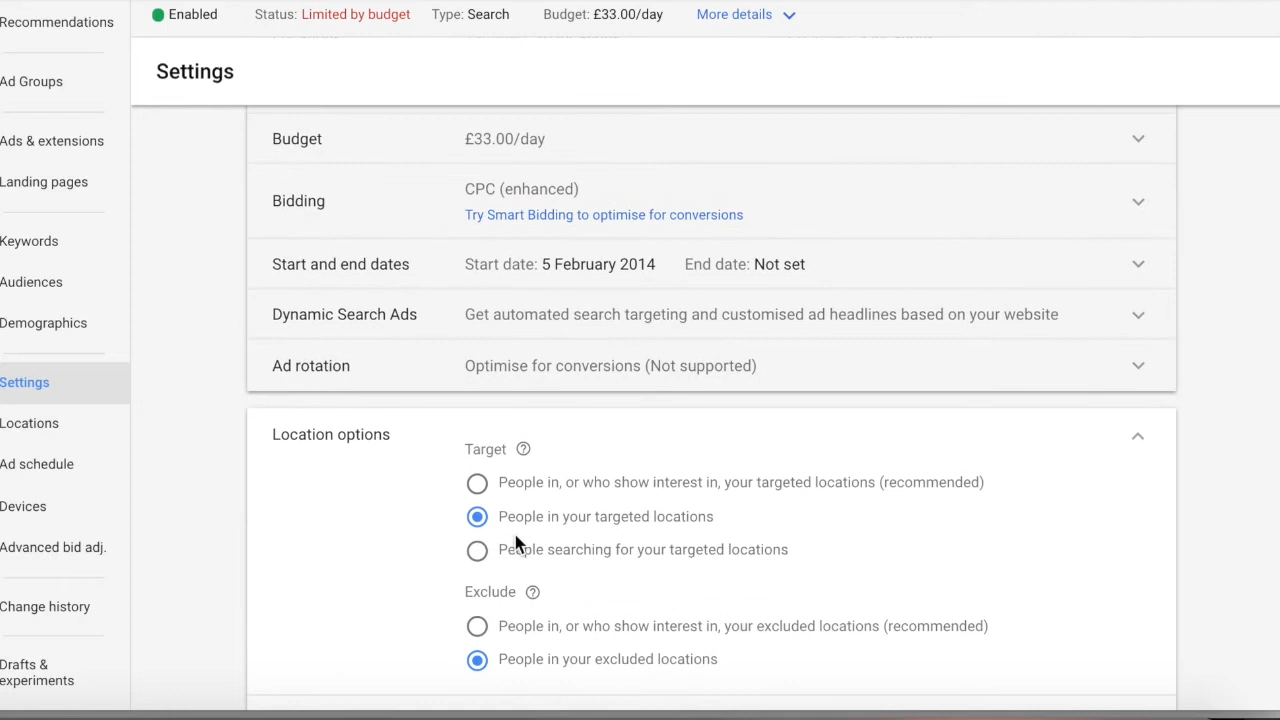 Recommendations
Ad Groups
Ads & extensions
Landing pages
Keywords
Audiences
Demographics
Settings
Locations
Ad schedule
Devices
Advanced bid adj.
Change history
Drafts &
experiments
Enabled Status: Limited by budget Type: Search Budget: £33.00/day More details
Settings
Budget £33.00/day
Bidding CPC (enhanced)
Try Smart Bidding to optimise for conversions
Start and end dates Start date: 5 February 2014 End date: Not set
Dynamic Search Ads Get automated search targeting and customised ad headlines based on your website
Ad rotation Optimise for conversions (Not supported)
Location options
Target ?
People in, or who show interest in, your targeted locations (recommended)
People in your targeted locations
People searching for your targeted locations
Exclude ?
People in, or who show interest in, your excluded locations (recommended)
People in your excluded locations